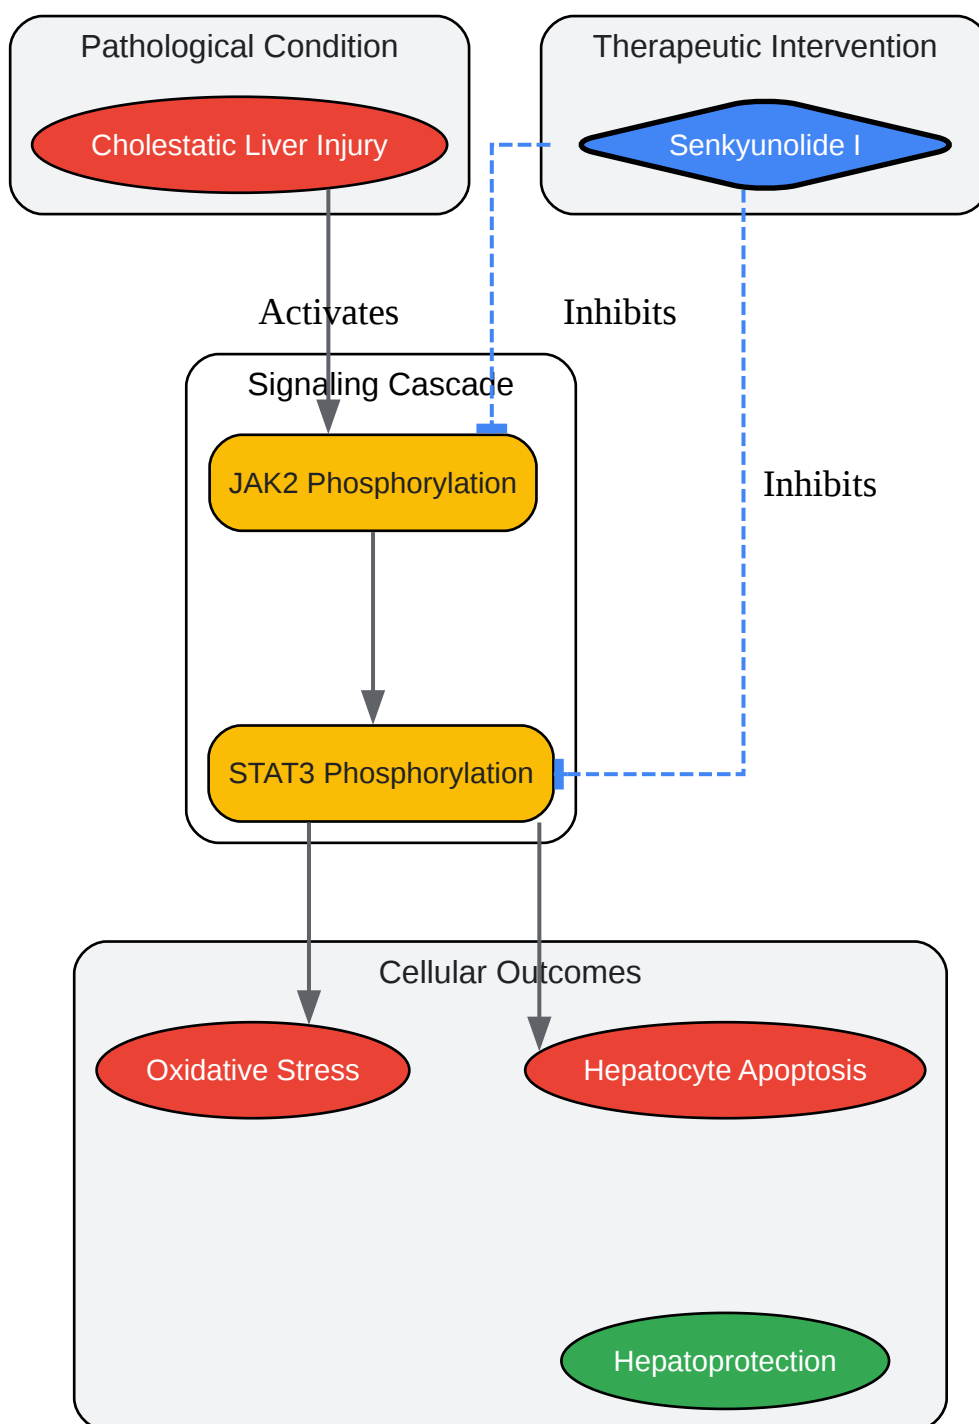 Pathological Condition
Therapeutic Intervention
Cholestatic Liver Injury
Senkyunolide I
Activates
Inhibits
Signaling Cascade
JAK2 Phosphorylation
Inhibits
STAT3 Phosphorylation
Cellular Outcomes
Oxidative Stress
Hepatocyte Apoptosis
Hepatoprotection